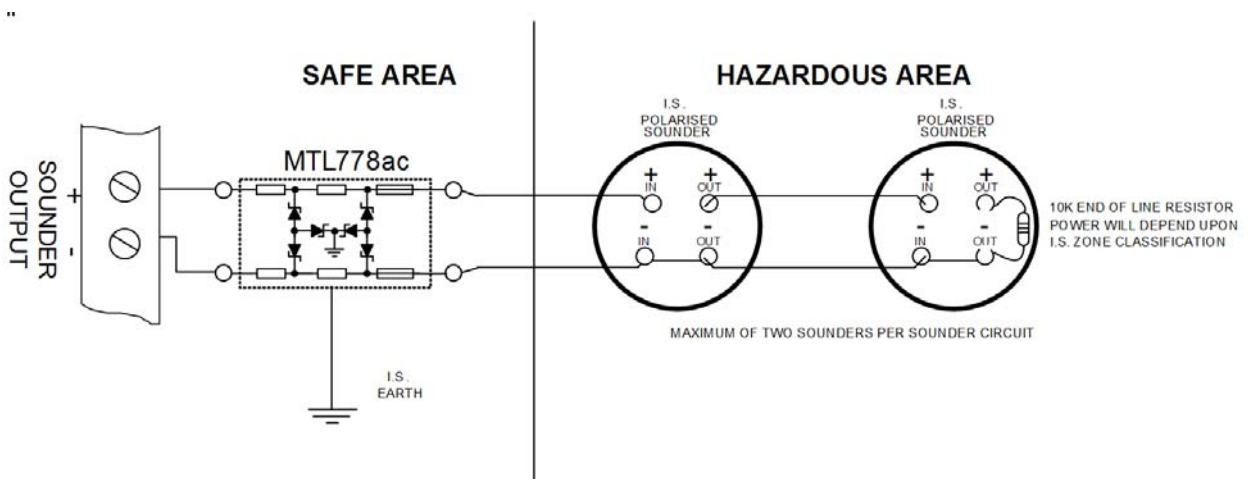 "
SAFE AREA
HAZARDOUS AREA
SOUNDER
OUTPUT
+
-
MTL778ac
I.S.
EARTH
I.S.
POLARISED
SOUNDER
+ +
IN OUT
- -
IN OUT
I.S.
POLARISED
SOUNDER
+ +
IN OUT
- -
IN OUT
10K END OF LINE RESISTOR
POWER WILL DEPEND UPON
I.S. ZONE CLASSIFICATION
MAXIMUM OF TWO SOUNDERS PER SOUNDER CIRCUIT